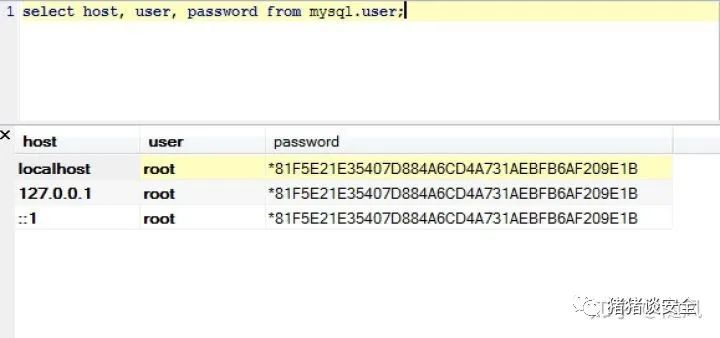 1 select host, user, password from mysql.user;
host user password
localhost root *81F5E21E35407D884A6CD4A731AEBFB6AF209E1B
127.0.0.1 root *81F5E21E35407D884A6CD4A731AEBFB6AF209E1B
::1 root *81F5E21E35407D884A6CD4A731AEBFB6AF209E1B
猪猪谈安全